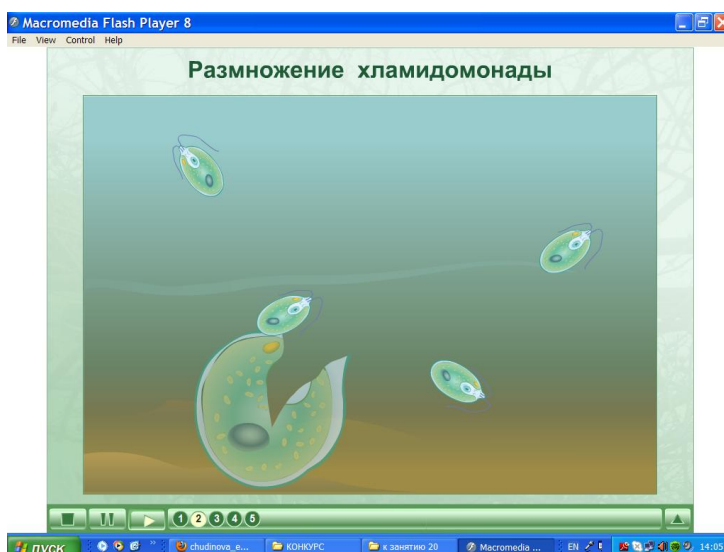 Macromedia Flash Player 8
File View Control Help
Размножение хламидомонады
1 2 3 4 5
пуск
chudinova_e...
КОНКУРС
к занятию 20
Macromedia ...
EN
14:05